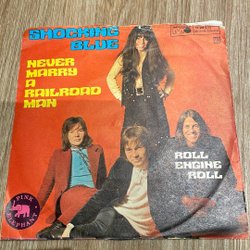 SHOCKING
BLUE
NEVER
MARRY
A
RAILROAD
MAN
ROLL
ENGINE
ROLL
PINK
ELEPHANT